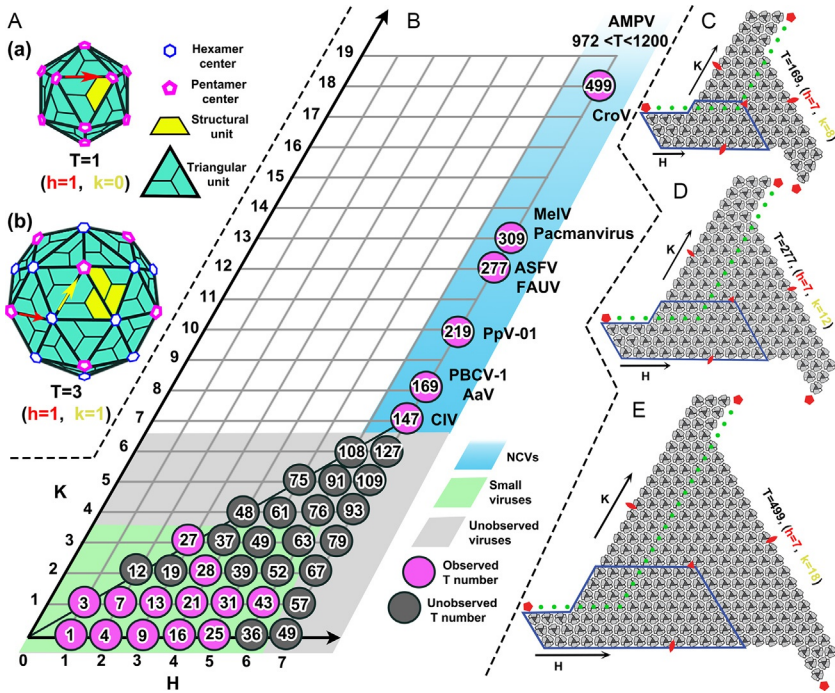 A
(a)
T=1
(h=1, k=0)
Hexamer
center
Pentamer
center
Structural
unit
Triangular
unit
(b)
T=3
(h=1, k=1)
B
AMPV
972 <T<1200
19
18
17
16
15
14
13
12
11
10
9
8
7
6
5
4
3
2
1
0
K
499
CroV
MelV
309
Pacmanvirus
277
ASFV
FAUV
219
PpV-01
PBCV-1
169
AaV
147
CIV
108
127
75
91
109
48
61
76
93
27
37
49
63
79
12
19
28
39
52
67
3
7
13
21
31
43
57
1
4
9
16
25
36
49
1
2
3
4
5
6
7
H
NCVs
Small
viruses
Unobserved
viruses
Observed
T number
Unobserved
T number
C
K
H
T=169, (h=7, k=8)
D
K
H
T=277, (h=7, k=12)
E
K
H
T=499, (h=7, k=18)